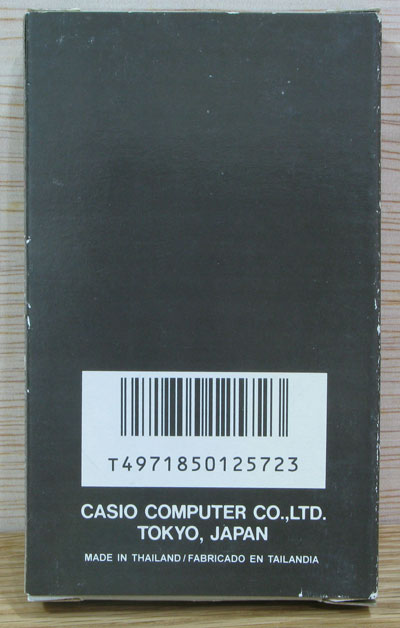 T4971850125723
CASIO COMPUTER CO.,LTD.
TOKYO, JAPAN
MADE IN THAILAND/FABRICADO EN TAILANDIA